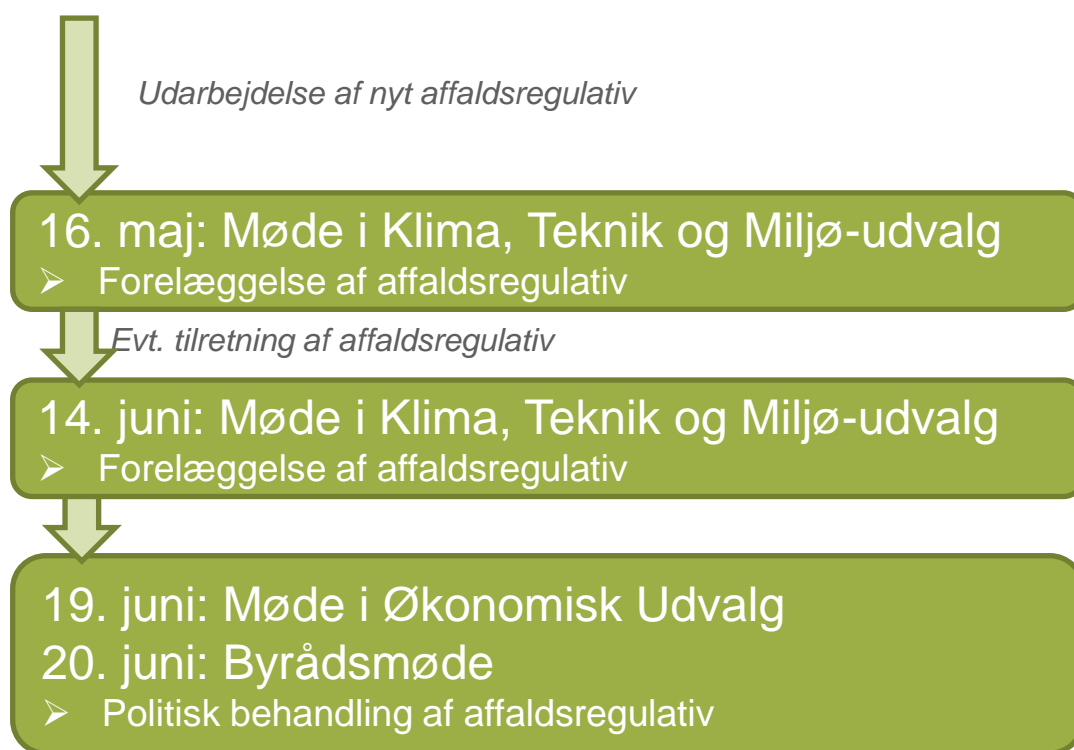 Udarbejdelse af nyt affaldsregulativ
16. maj: Møde i Klima, Teknik og Miljø-udvalg
➢ Forelæggelse af affaldsregulativ
Evt. tilretning af affaldsregulativ
14. juni: Møde i Klima, Teknik og Miljø-udvalg
➢ Forelæggelse af affaldsregulativ
19. juni: Møde i Økonomisk Udvalg
20. juni: Byrådsmøde
➢ Politisk behandling af affaldsregulativ